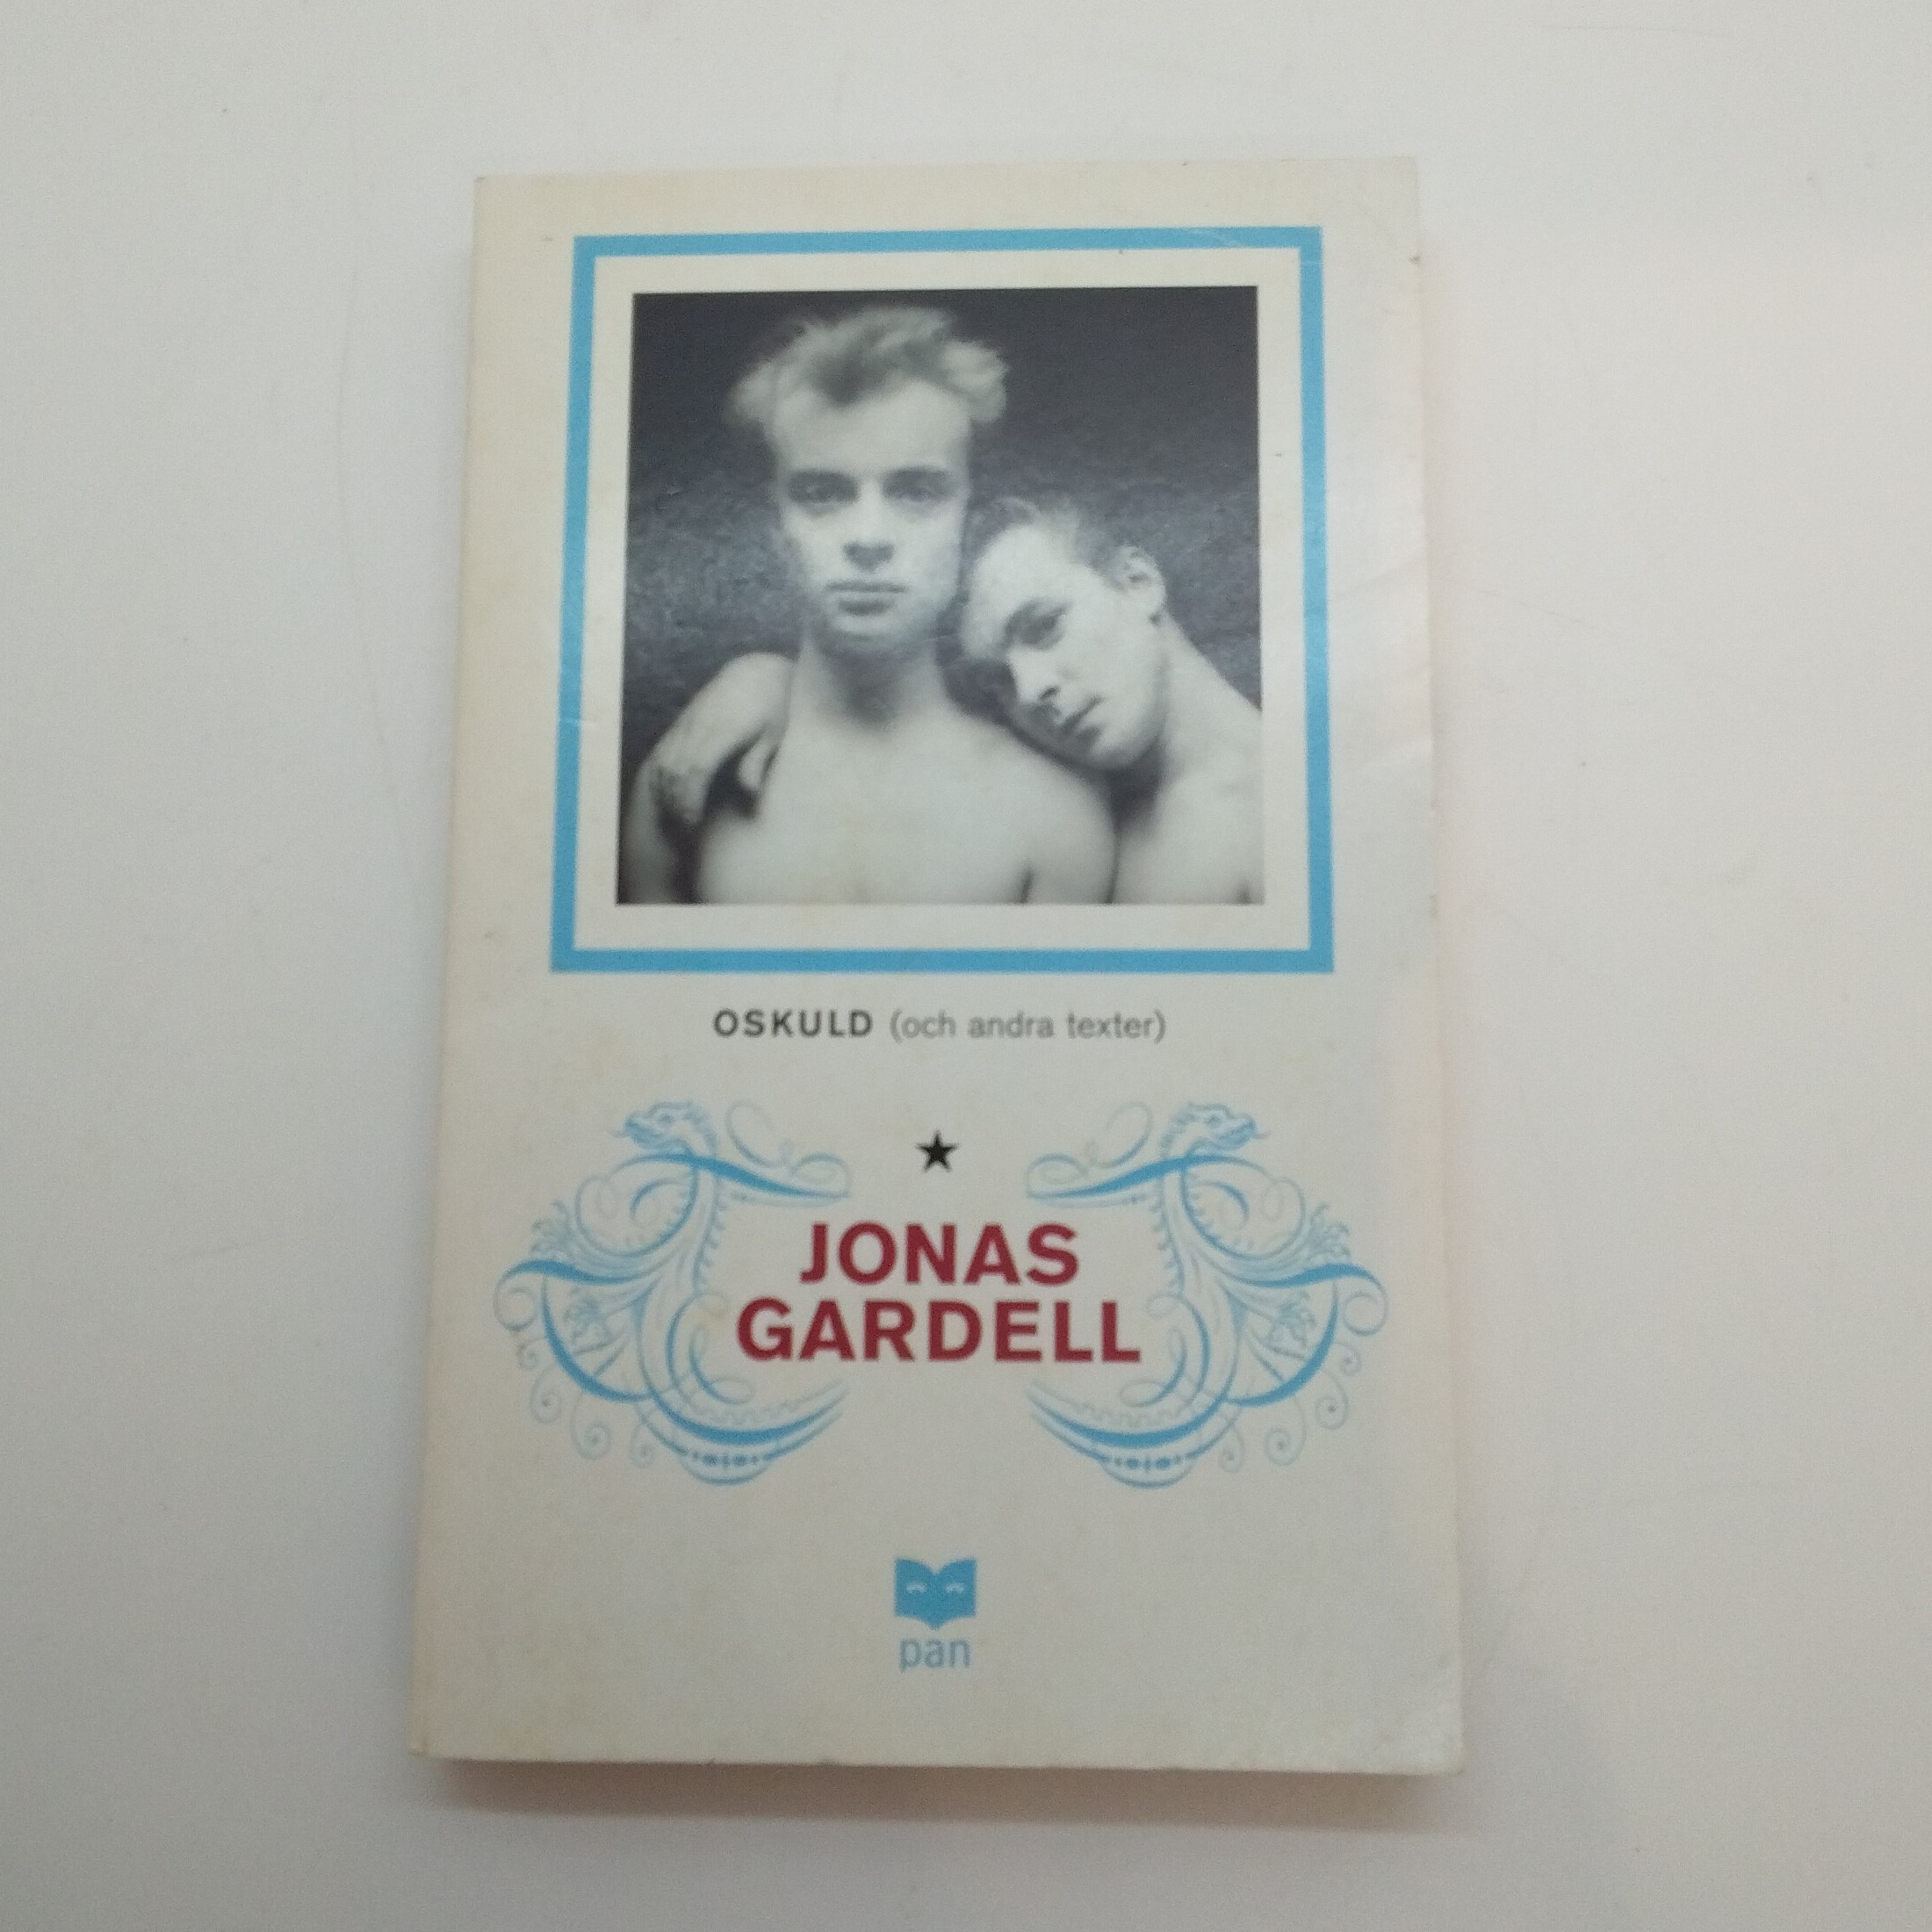 OSKULD (och andra texter)
JONAS
GARDELL
pan